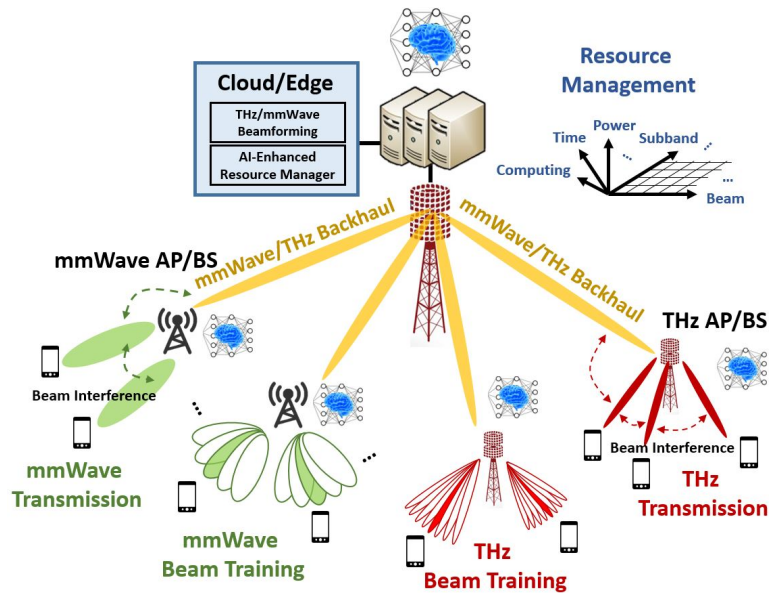 Cloud/Edge
THz/mmWave
Beamforming
AI-Enhanced
Resource Manager
Resource
Management
Power
Time
Subband
...
...
Computing
Beam
mmWave/THz Backhaul
mmWave/THz Backhaul
mmWave AP/BS
THz AP/BS
Beam Interference
Beam Interference
...
...
mmWave
Transmission
mmWave
Beam Training
THz
Beam Training
THz
Transmission